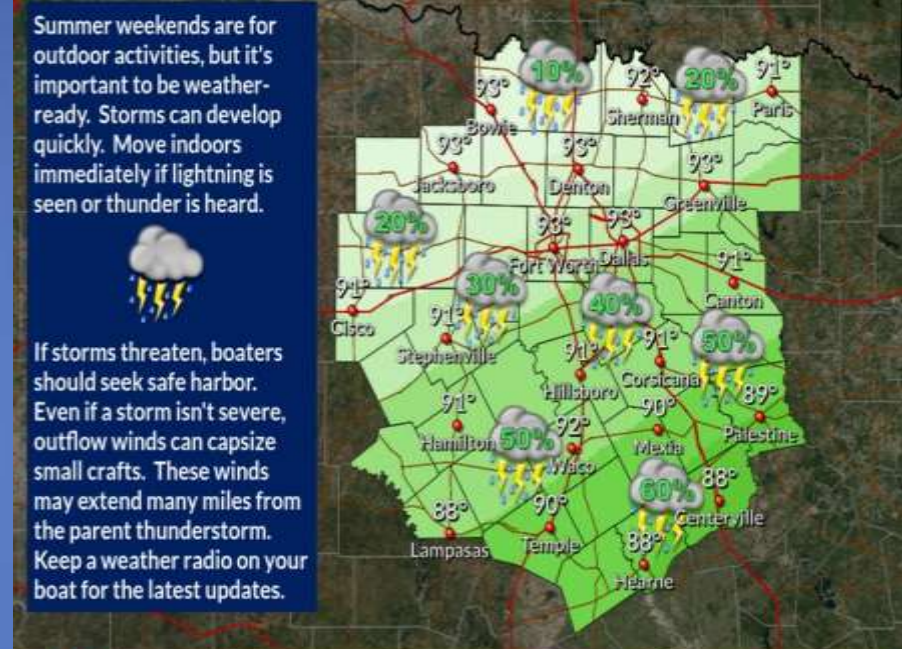 Summer weekends are for
outdoor activities, but it's
important to be weather-
ready. Storms can develop
quickly. Move indoors
immediately if lightning is
seen or thunder is heard.
If storms threaten, boaters
should seek safe harbor.
Even if a storm isn't severe,
outflow winds can capsize
small crafts. These winds
may extend many miles from
the parent thunderstorm.
Keep a weather radio on your
boat for the latest updates.
10%
20%
93°
Bowie
92°
Sherman
91°
Paris
93°
Jacksboro
93°
Denton
93°
Greenville
20%
93°
Fort Worth
93°
Dallas
91°
Canton
30%
40%
50%
91°
Cisco
91°
Stephenville
91°
Hillsboro
91°
Corsicana
89°
Palestine
91°
Hamilton
50%
92°
Waco
90°
Mexia
60%
88°
Centerville
88°
Lampasas
90°
Temple
88°
Hearne